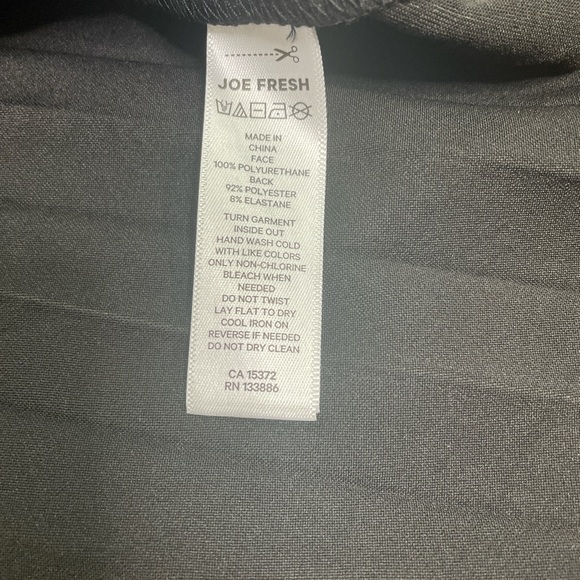 JOE FRESH
MADE IN
CHINA
FACE
100% POLYURETHANE
BACK
92% POLYESTER
8% ELASTANE
TURN GARMENT
INSIDE OUT
HAND WASH COLD
WITH LIKE COLORS
ONLY NON-CHLORINE
BLEACH WHEN
NEEDED
DO NOT TWIST
LAY FLAT TO DRY
COOL IRON ON
REVERSE IF NEEDED
DO NOT DRY CLEAN
CA 15372
RN 133886